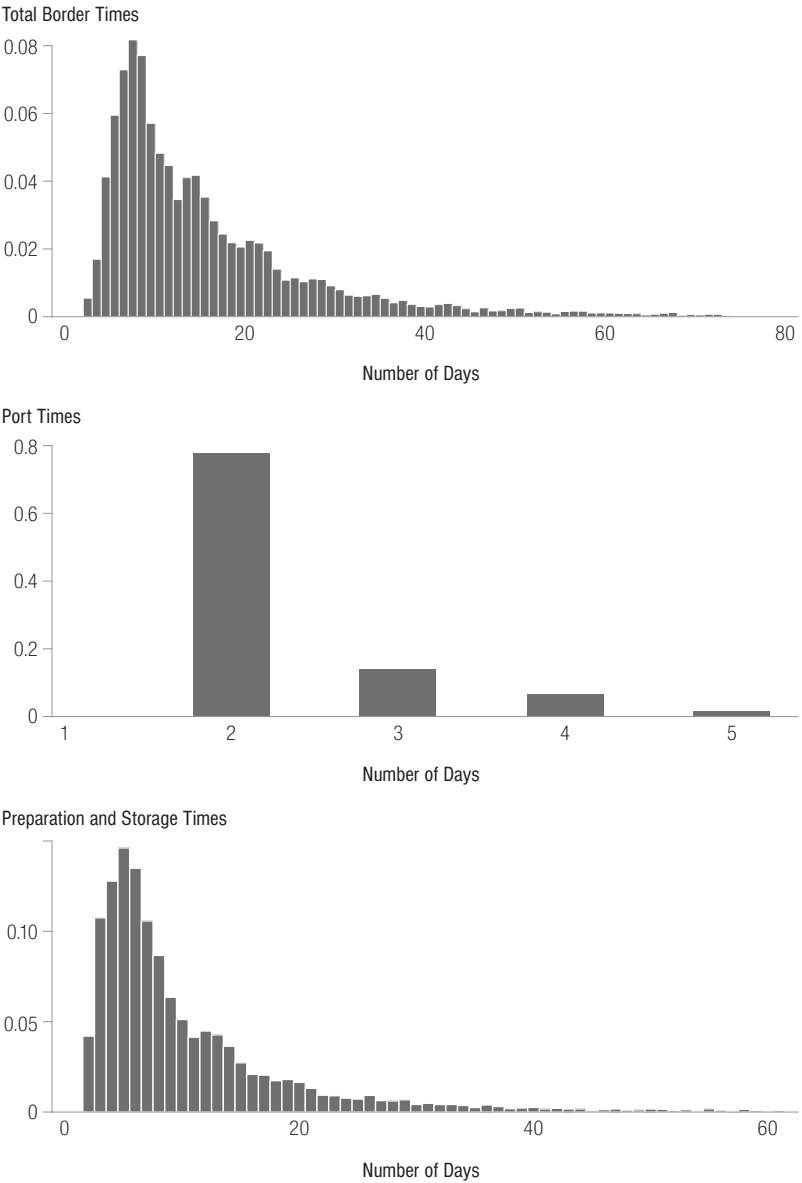 Total Border Times
0.08
0.06
0.04
0.02
0
0 20 40 60 80
Number of Days
Port Times
0.8
0.6
0.4
0.2
0
1 2 3 4 5
Number of Days
Preparation and Storage Times
0.10
0.05
0
0 20 40 60
Number of Days